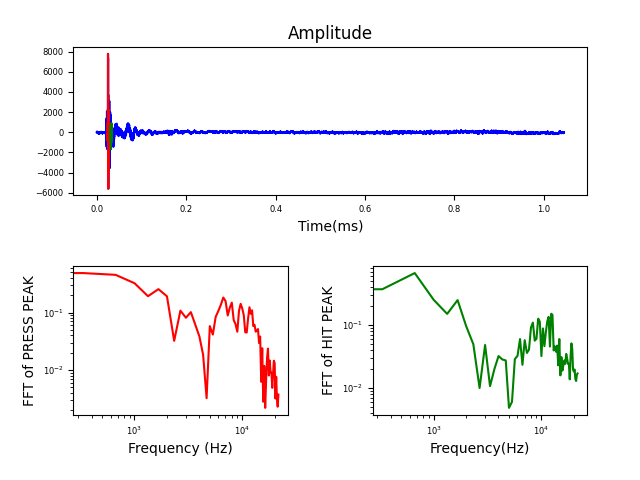 Amplitude
8000
6000
4000
2000
0
−2000
−4000
−6000
0.0 0.2 0.4 0.6 0.8 1.0
Time(ms)
FFT of PRESS PEAK
10⁻¹
10⁻²
10³ 10⁴
Frequency (Hz)
FFT of HIT PEAK
10⁻¹
10⁻²
10³ 10⁴
Frequency(Hz)